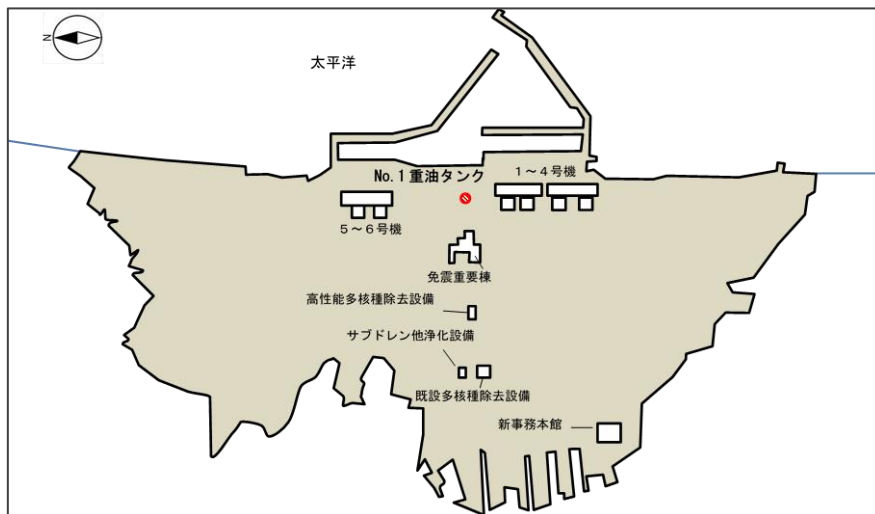 N
太平洋
No.1重油タンク
1~4号機
5~6号機
免震重要棟
高性能多核種除去設備
サブドレン他浄化設備
既設多核種除去設備
新事務本館